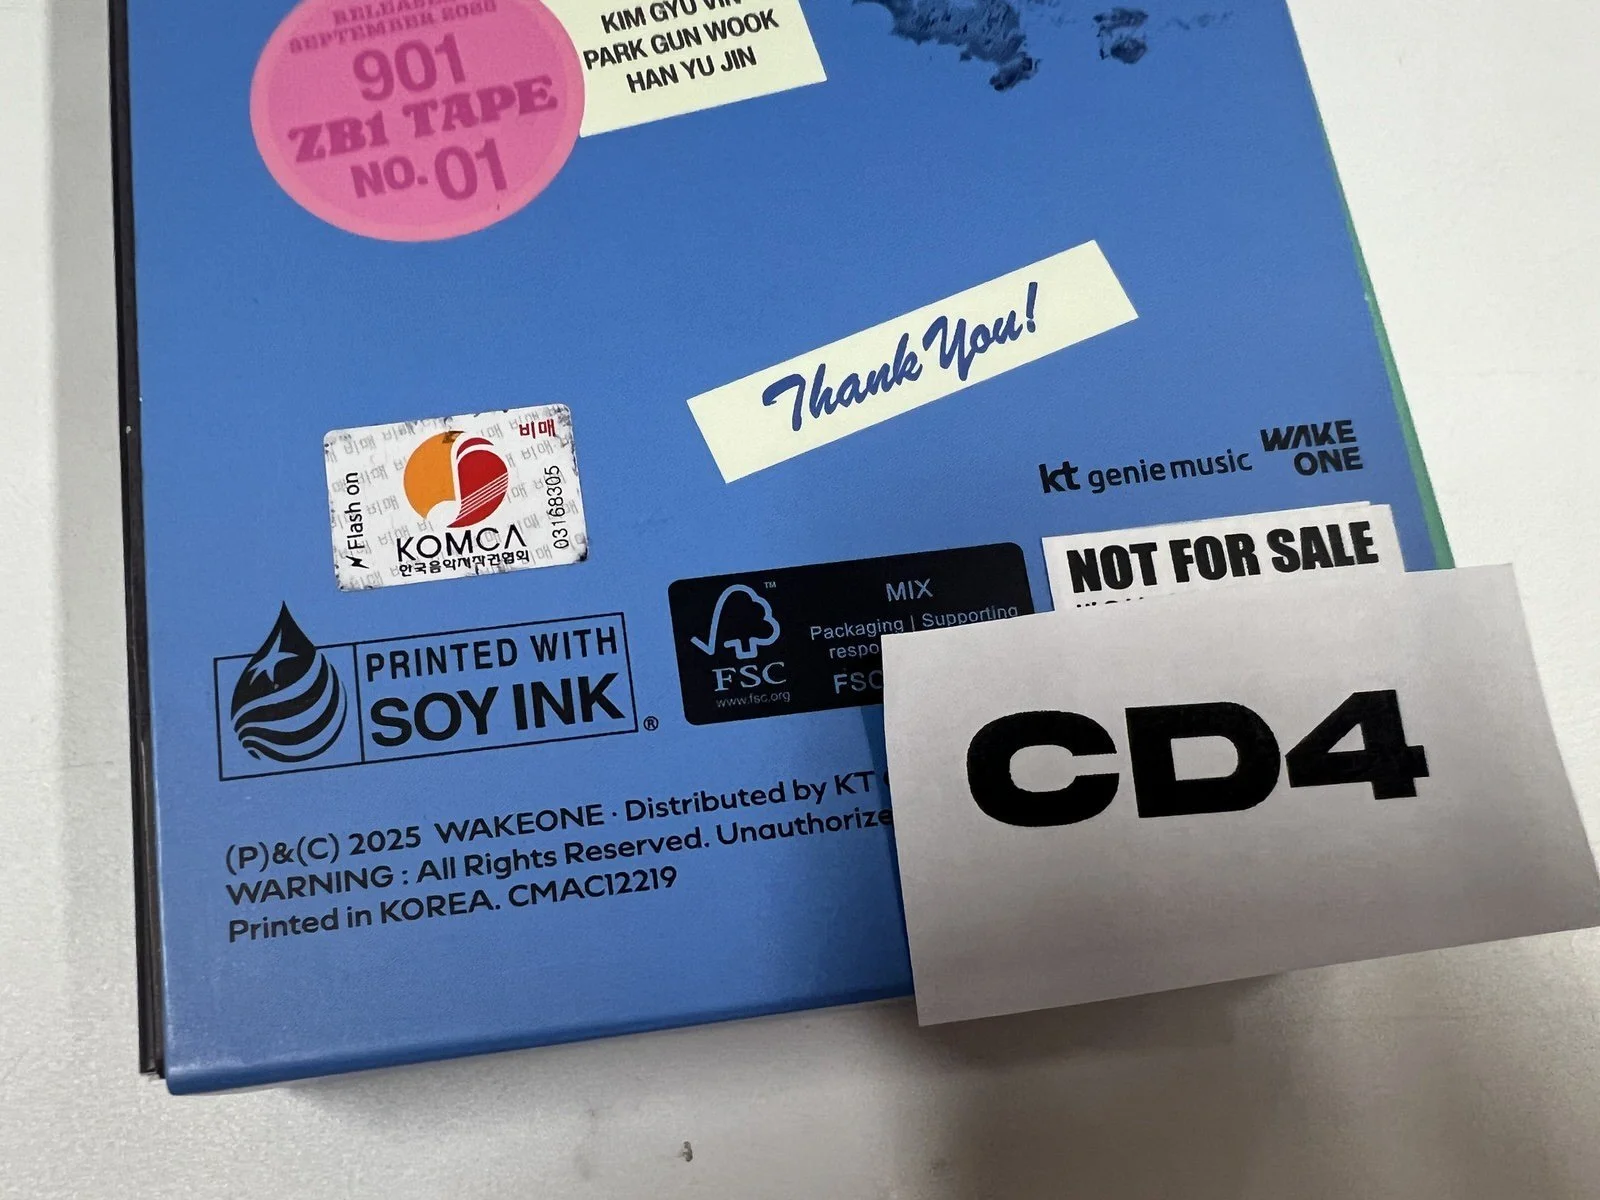 RELEASED
SEPTEMBER 2088
901
ZB1 TAPE
NO. 01
KIM GYU VIN
PARK GUN WOOK
HAN YU JIN
Thank You!
kt genie music
WAKE
ONE
비매
Flash on
KOMCA
한국음악저작권협회
03168305
NOT FOR SALE
PRINTED WITH
SOY INK
®
FSC
www.fsc.org
MIX
Packaging | Supporting
respo
FSC
CD4
(P)&(C) 2025 WAKEONE · Distributed by KT
WARNING : All Rights Reserved. Unauthorize
Printed in KOREA. CMAC12219